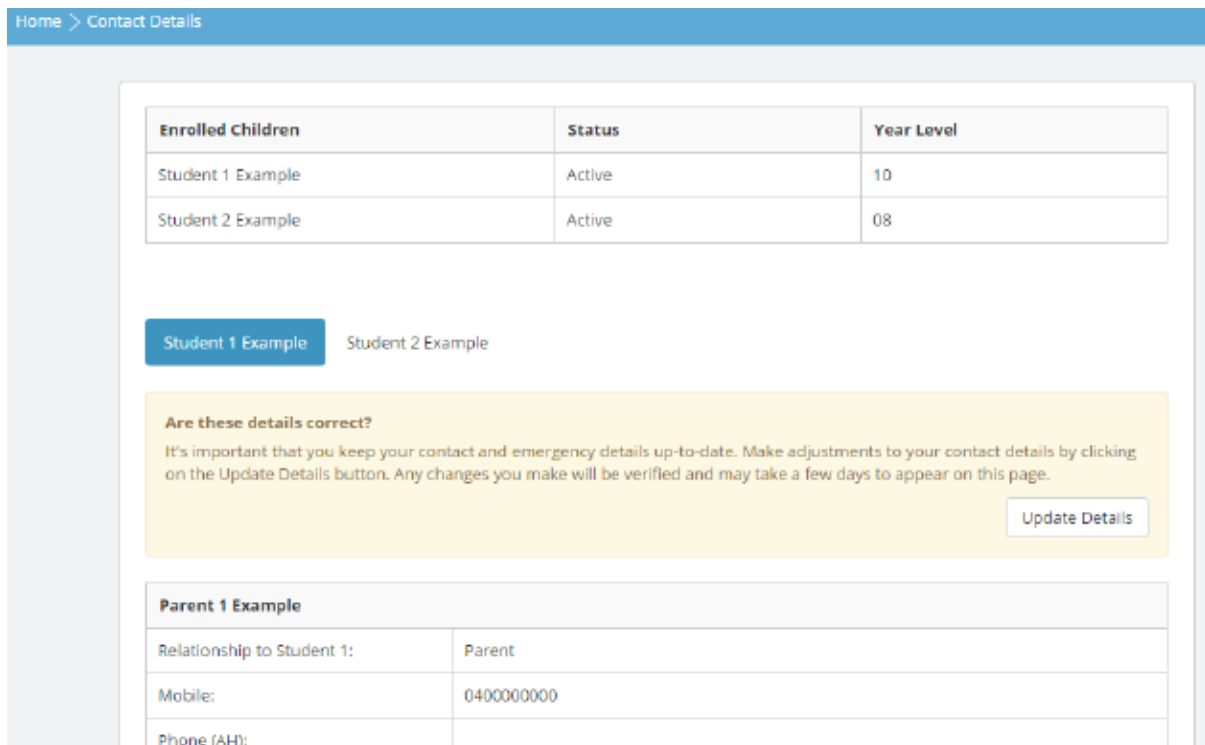 Home > Contact Details
Enrolled Children Status Year Level
Student 1 Example Active 10
Student 2 Example Active 08
Student 1 Example Student 2 Example
Are these details correct?
It's important that you keep your contact and emergency details up-to-date. Make adjustments to your contact details by clicking
on the Update Details button. Any changes you make will be verified and may take a few days to appear on this page.
Update Details
Parent 1 Example
Relationship to Student 1: Parent
Mobile: 0400000000
Phone (AH):